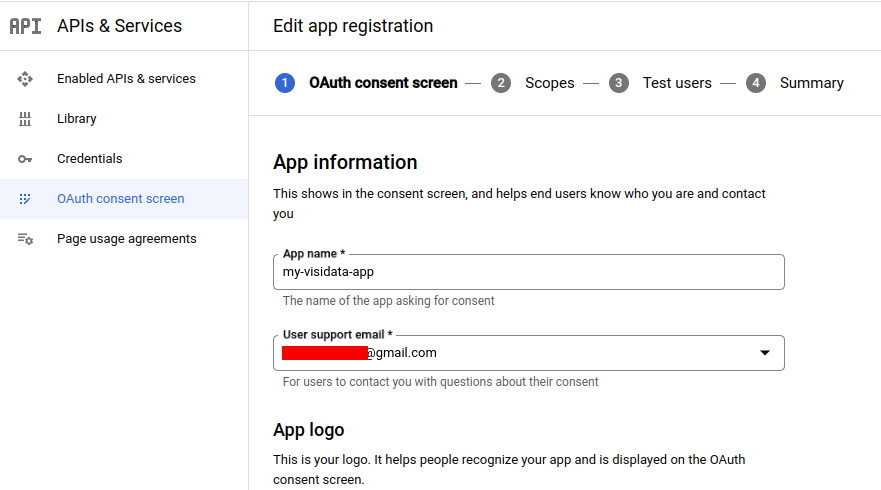 API APIs & Services
Edit app registration
Enabled APIs & services
Library
Credentials
OAuth consent screen
Page usage agreements
1 OAuth consent screen — 2 Scopes — 3 Test users — 4 Summary
App information
This shows in the consent screen, and helps end users know who you are and contact
you
App name *
my-visidata-app
The name of the app asking for consent
User support email *
@gmail.com
For users to contact you with questions about their consent
App logo
This is your logo. It helps people recognize your app and is displayed on the OAuth
consent screen.